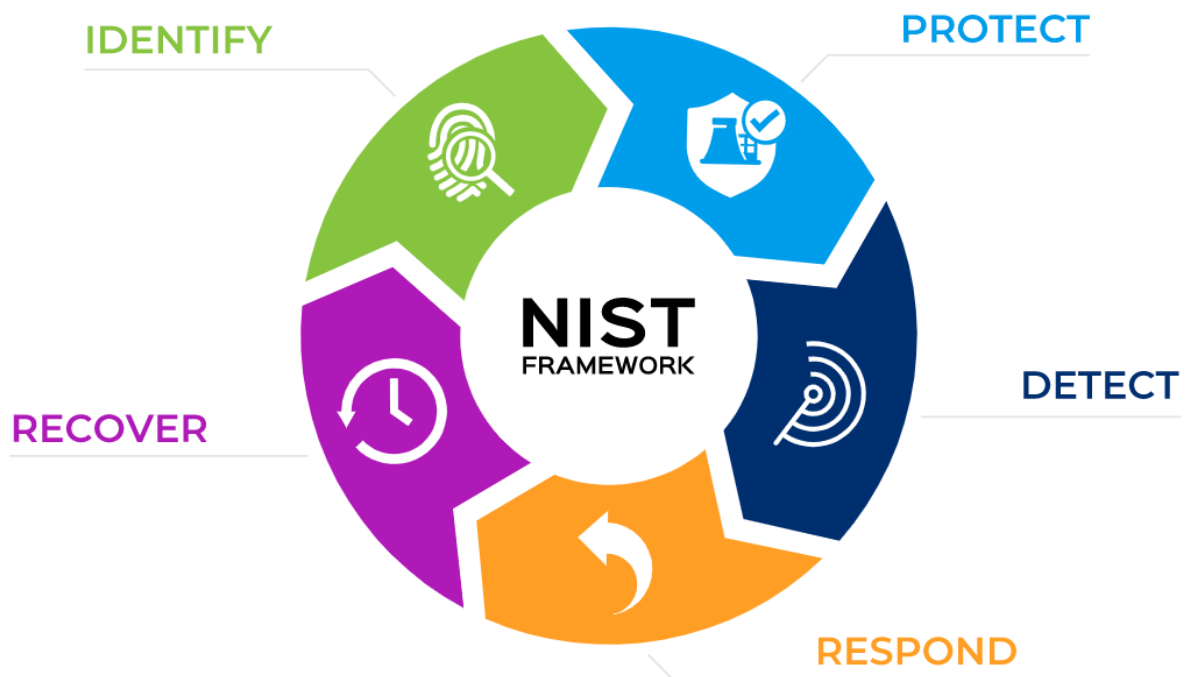 IDENTIFY
PROTECT
NIST
FRAMEWORK
DETECT
RECOVER
RESPOND